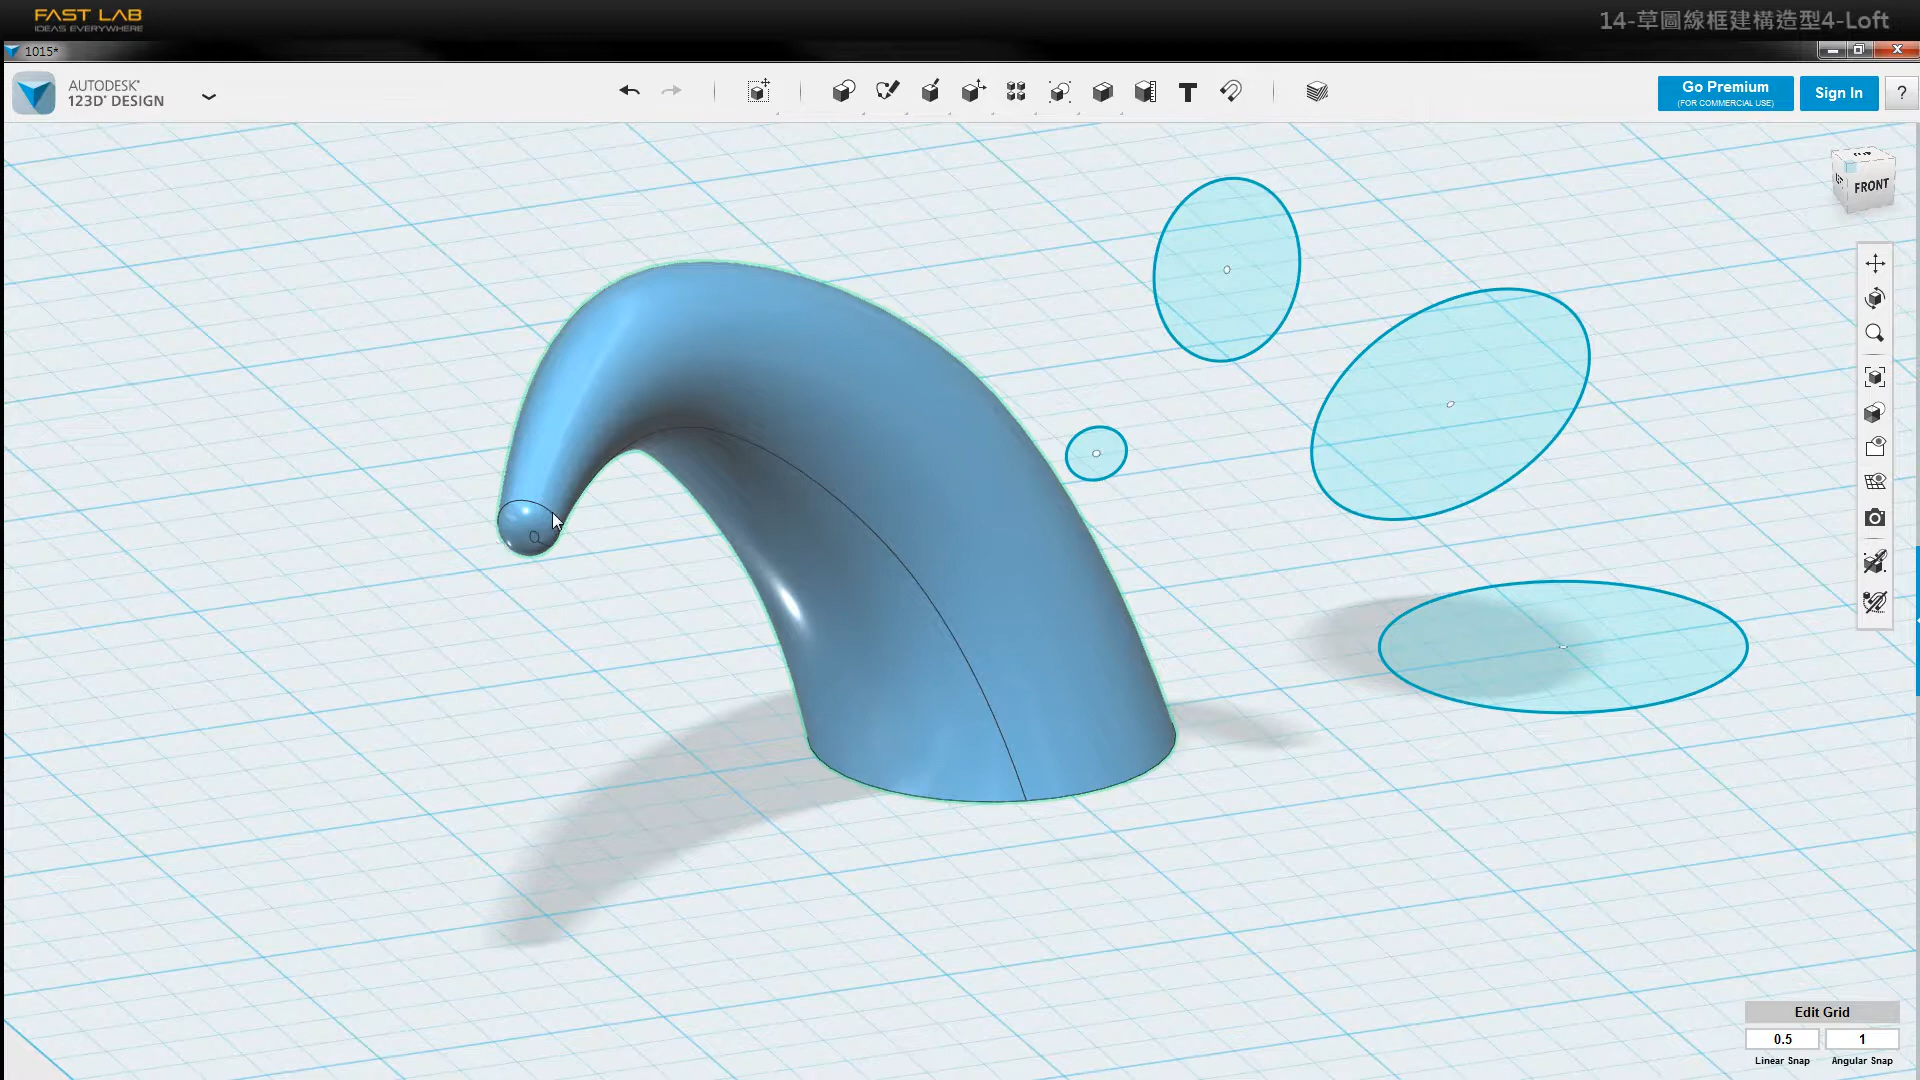 FAST LAB
IDEAS EVERYWHERE
14-草圖線框建構造型4-Loft
1015*
AUTODESK®
123D® DESIGN
T
Go Premium
(FOR COMMERCIAL USE)
Sign In
?
FRONT
Edit Grid
0.5
1
Linear Snap
Angular Snap